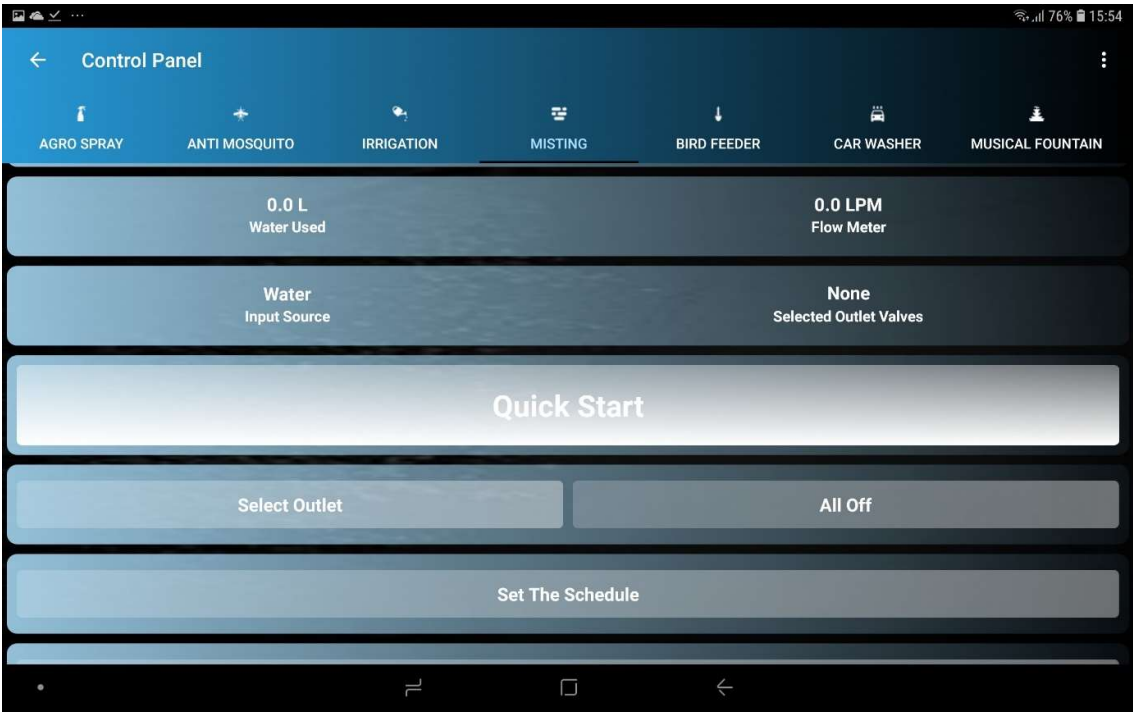 76% 15:54
Control Panel
AGRO SPRAY ANTI MOSQUITO IRRIGATION MISTING BIRD FEEDER CAR WASHER MUSICAL FOUNTAIN
0.0 L 0.0 LPM
Water Used Flow Meter
Water None
Input Source Selected Outlet Valves
Quick Start
Select Outlet All Off
Set The Schedule